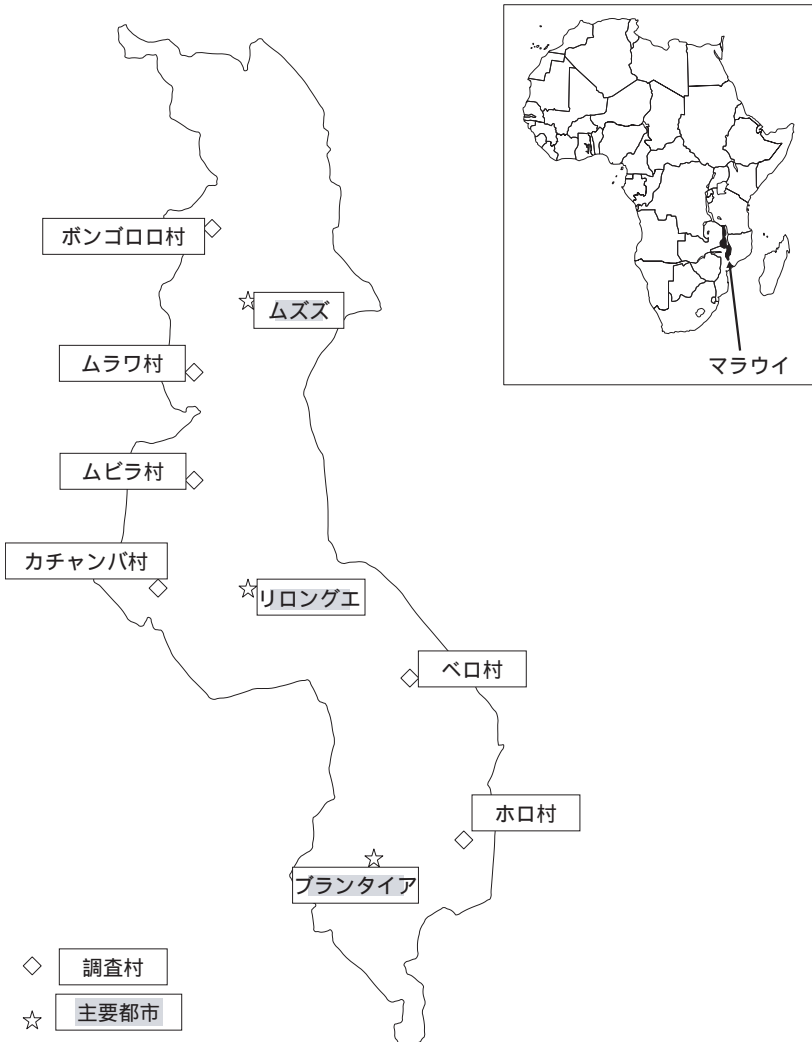 ボンゴロロ村
ムズズ
マラウイ
ムラワ村
ムビラ村
カチャンバ村
リロングエ
ベロ村
ホロ村
ブランタイア
調査村
主要都市